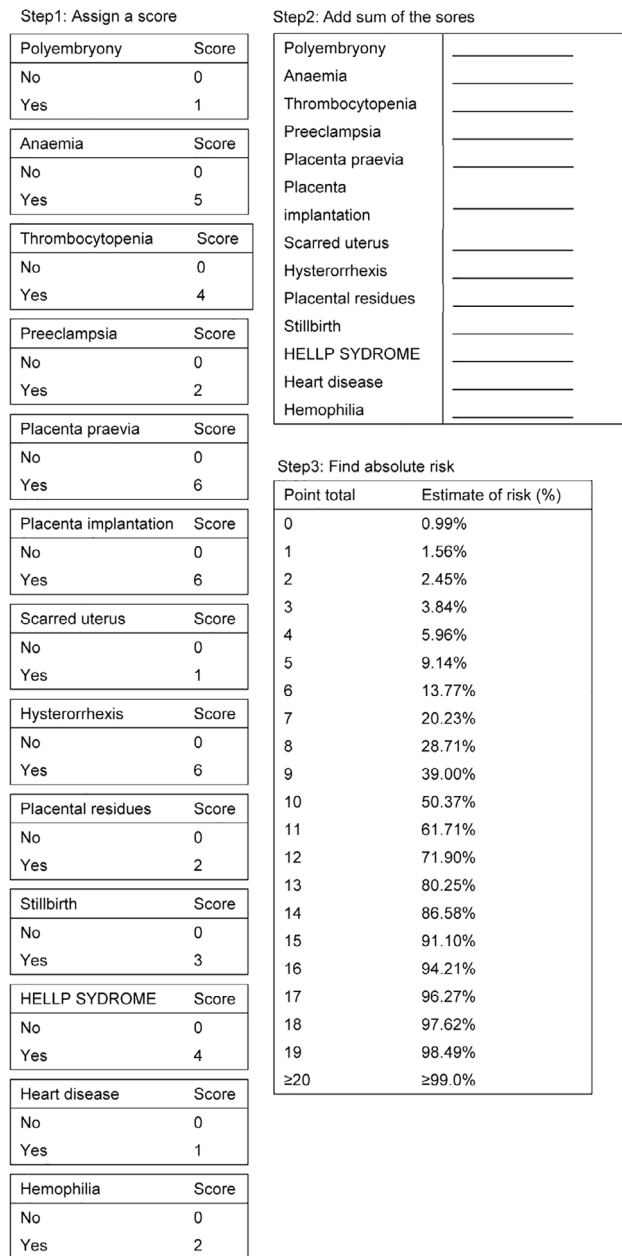 Step1: Assign a score
Polyembryony Score
No 0
Yes 1
Anaemia Score
No 0
Yes 5
Thrombocytopenia Score
No 0
Yes 4
Preeclampsia Score
No 0
Yes 2
Placenta praevia Score
No 0
Yes 6
Placenta implantation Score
No 0
Yes 6
Scarred uterus Score
No 0
Yes 1
Hysterorrhexis Score
No 0
Yes 6
Placental residues Score
No 0
Yes 2
Stillbirth Score
No 0
Yes 3
HELLP SYDROME Score
No 0
Yes 4
Heart disease Score
No 0
Yes 1
Hemophilia Score
No 0
Yes 2
Step2: Add sum of the sores
Polyembryony
Anaemia
Thrombocytopenia
Preeclampsia
Placenta praevia
Placenta
implantation
Scarred uterus
Hysterorrhexis
Placental residues
Stillbirth
HELLP SYDROME
Heart disease
Hemophilia
Step3: Find absolute risk
Point total Estimate of risk (%)
0 0.99%
1 1.56%
2 2.45%
3 3.84%
4 5.96%
5 9.14%
6 13.77%
7 20.23%
8 28.71%
9 39.00%
10 50.37%
11 61.71%
12 71.90%
13 80.25%
14 86.58%
15 91.10%
16 94.21%
17 96.27%
18 97.62%
19 98.49%
≥20 ≥99.0%